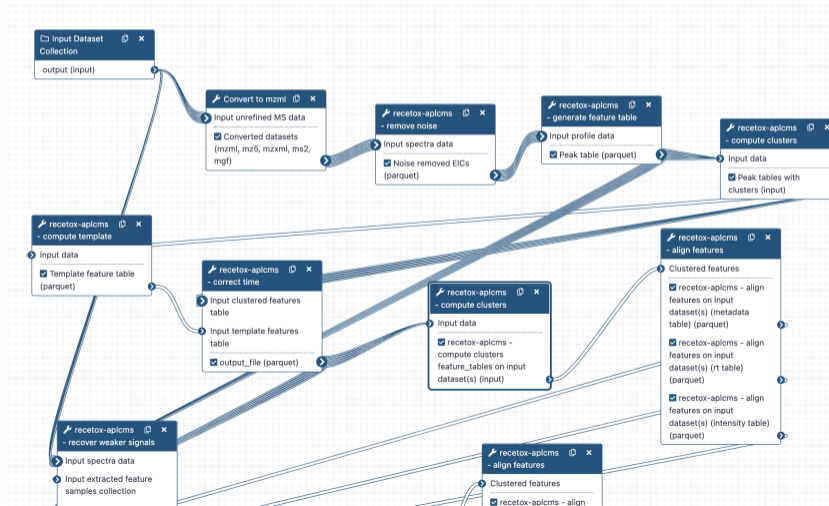 Input Dataset
Collection
output (input)
Convert to mzml
Input unrefined MS data
Converted datasets
(mzml, mz5, mzxml, ms2,
mgf)
recetox-aplcms
- remove noise
Input spectra data
Noise removed EICs
(parquet)
recetox-aplcms
- generate feature table
Input profile data
Peak table (parquet)
recetox-aplcms
- compute clusters
Input data
Peak tables with
clusters (input)
recetox-aplcms
- compute template
Input data
Template feature table
(parquet)
recetox-aplcms
- correct time
Input clustered features
table
Input template features
table
output_file (parquet)
recetox-aplcms
- compute clusters
Input data
recetox-aplcms -
compute clusters
feature_tables on input
dataset(s) (input)
recetox-aplcms
- align features
Clustered features
recetox-aplcms - align
features on input
dataset(s) (metadata
table) (parquet)
recetox-aplcms - align
features on input
dataset(s) (rt table)
(parquet)
recetox-aplcms - align
features on input
dataset(s) (intensity table)
(parquet)
recetox-aplcms
- recover weaker signals
Input spectra data
Input extracted feature
samples collection
recetox-aplcms
- align features
Clustered features
recetox-aplcms - align